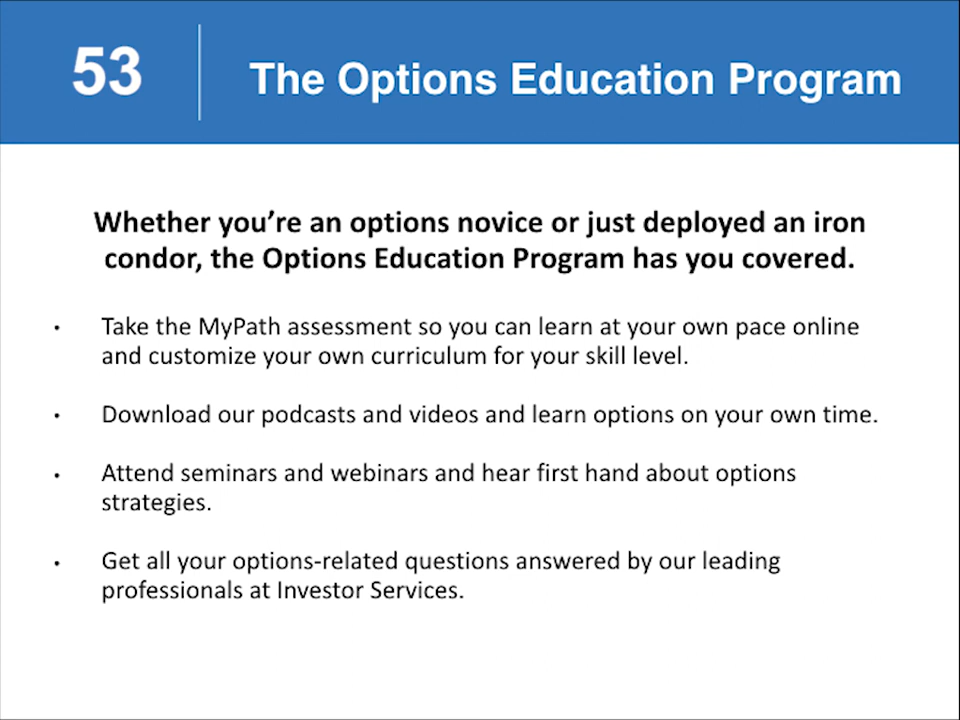 53
The Options Education Program
Whether you’re an options novice or just deployed an iron
condor, the Options Education Program has you covered.
• Take the MyPath assessment so you can learn at your own pace online
and customize your own curriculum for your skill level.
• Download our podcasts and videos and learn options on your own time.
• Attend seminars and webinars and hear first hand about options
strategies.
• Get all your options-related questions answered by our leading
professionals at Investor Services.